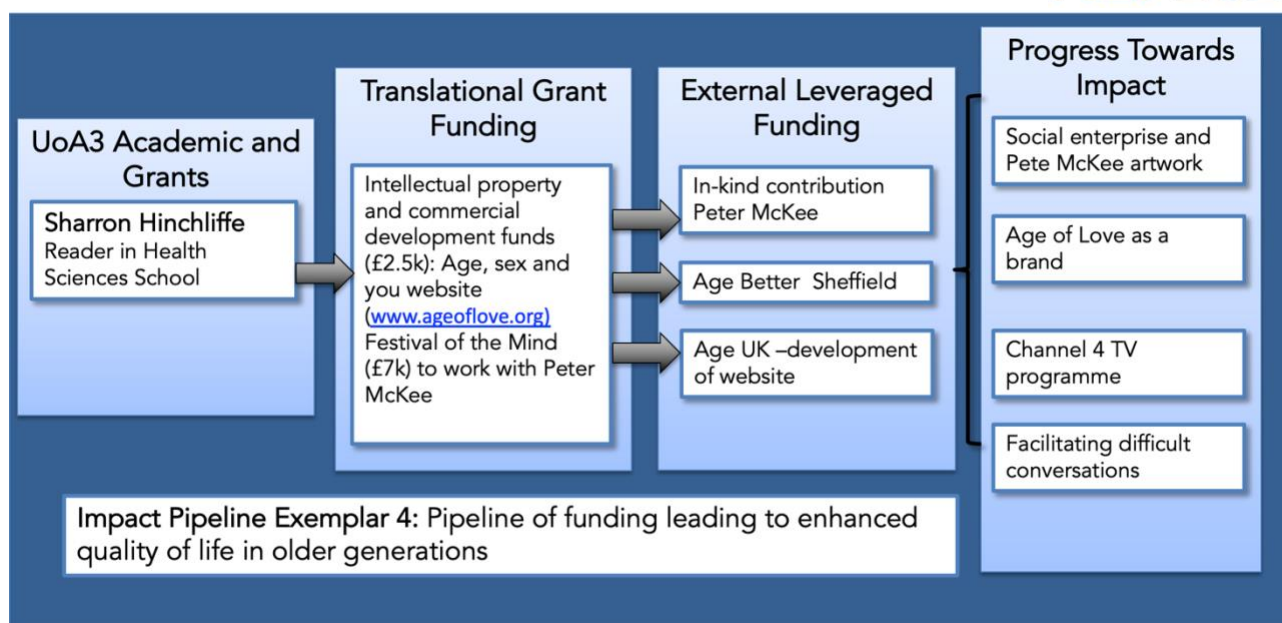 UoA3 Academic and
Grants
Sharron Hinchliffe
Reader in Health
Sciences School
Translational Grant
Funding
Intellectual property
and commercial
development funds
(£2.5k): Age, sex and
you website
(www.ageoflove.org)
Festival of the Mind
(£7k) to work with Peter
McKee
External Leveraged
Funding
In-kind contribution
Peter McKee
Age Better  Sheffield
Age UK –development
of website
Progress Towards
Impact
Social enterprise and
Pete McKee artwork
Age of Love as a
brand
Channel 4 TV
programme
Facilitating difficult
conversations
Impact Pipeline Exemplar 4: Pipeline of funding leading to enhanced
quality of life in older generations